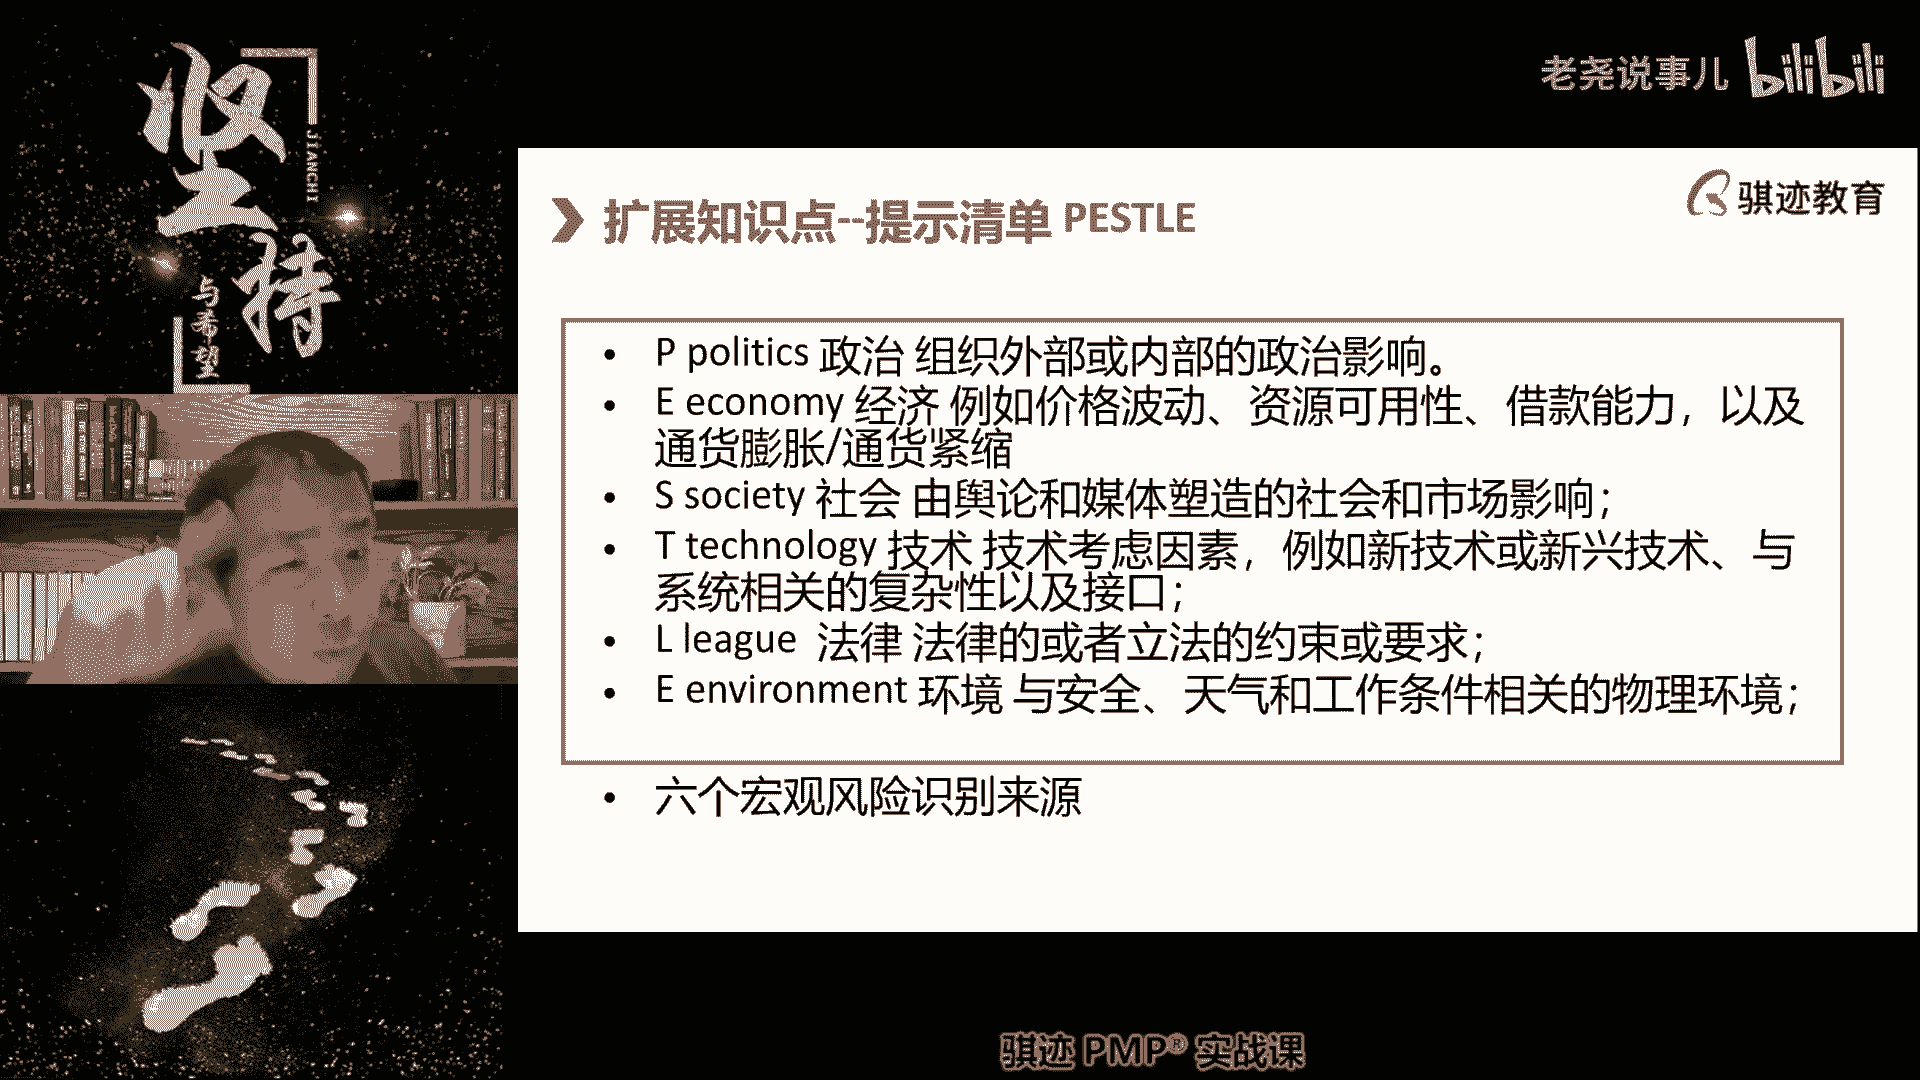 坚持
JIANCHI
与希望
老尧说事儿 bilibili
骐迹教育
扩展知识点--提示清单 PESTLE
• P politics 政治 组织外部或内部的政治影响。
• E economy 经济 例如价格波动、资源可用性、借款能力，以及
通货膨胀/通货紧缩
• S society 社会 由舆论和媒体塑造的社会和市场影响；
• T technology 技术 技术考虑因素，例如新技术或新兴技术、与
系统相关的复杂性以及接口；
• L league 法律 法律的或者立法的约束或要求；
• E environment 环境 与安全、天气和工作条件相关的物理环境；
• 六个宏观风险识别来源
骐迹 PMP® 实战课